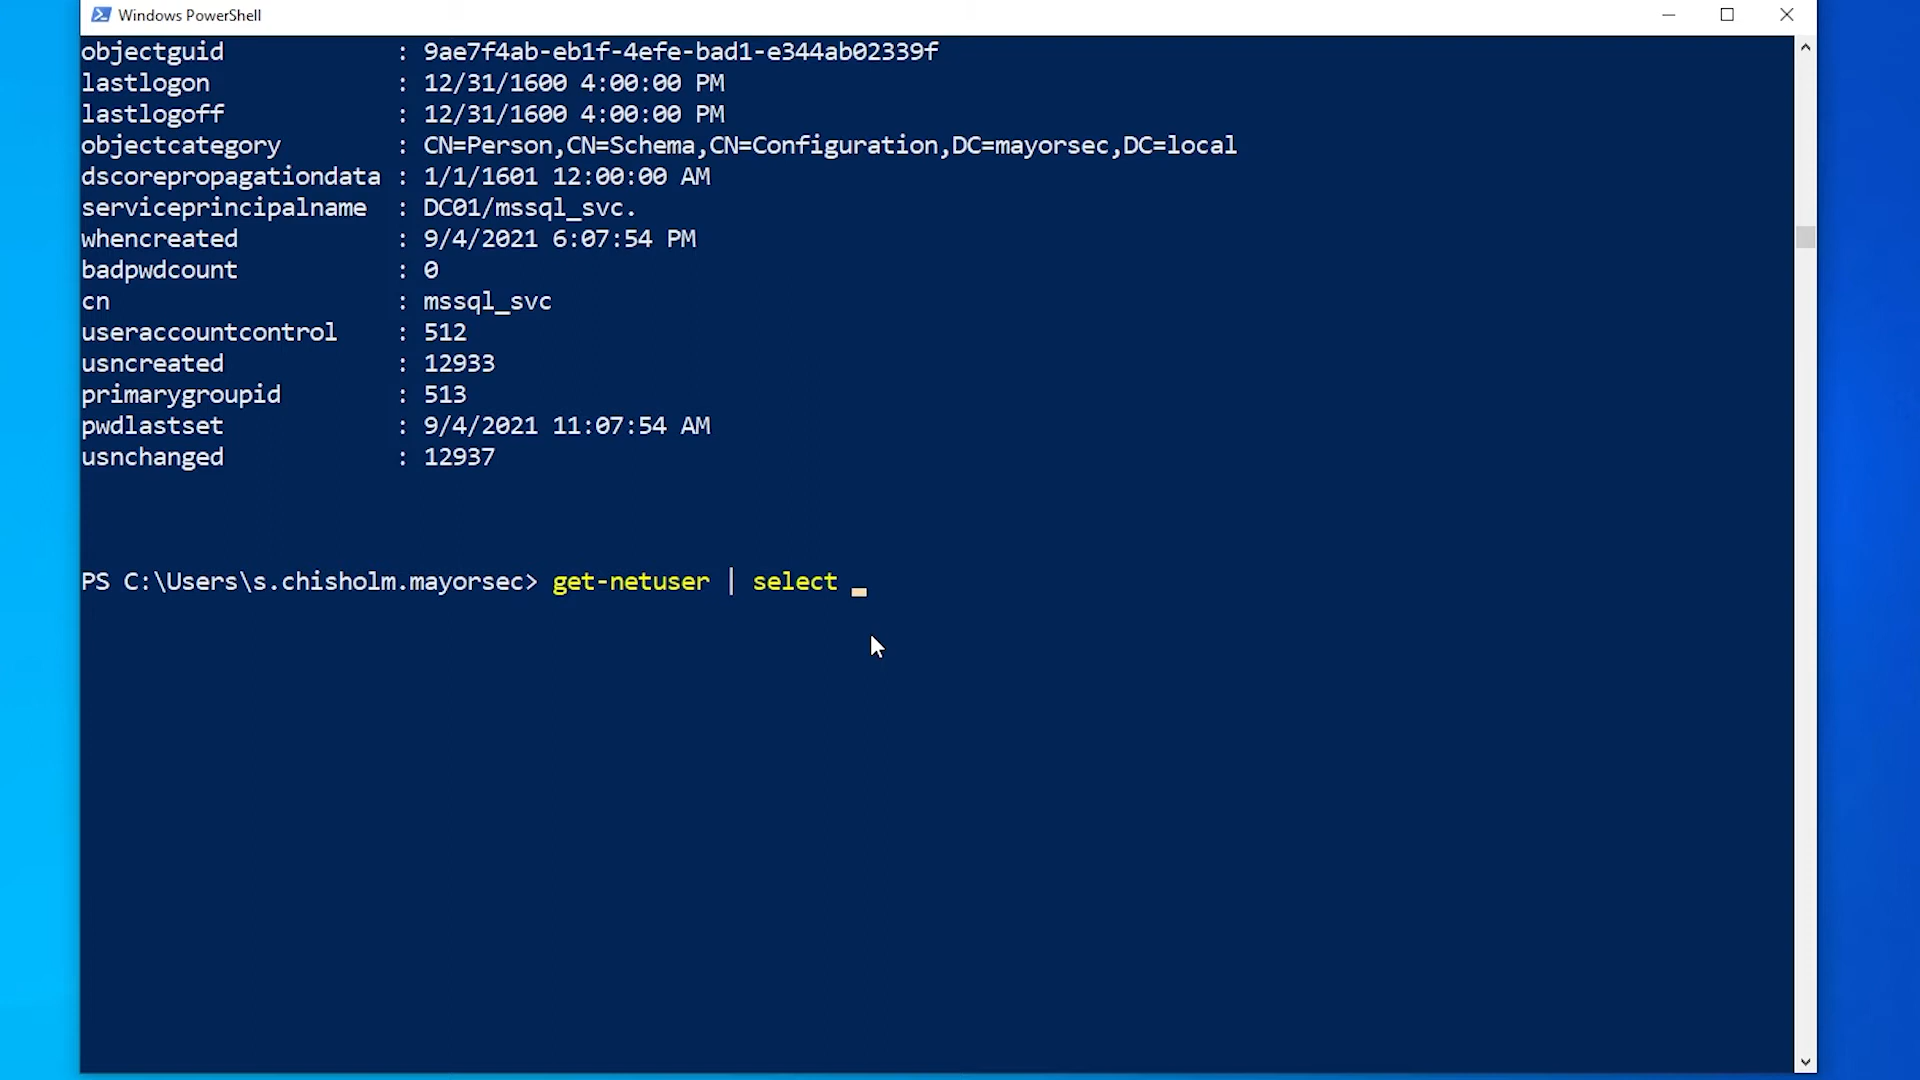 Windows PowerShell
objectguid : 9ae7f4ab-eb1f-4efe-bad1-e344ab02339f
lastlogon : 12/31/1600 4:00:00 PM
lastlogoff : 12/31/1600 4:00:00 PM
objectcategory : CN=Person,CN=Schema,CN=Configuration,DC=mayorsec,DC=local
dscorepropagationdata : 1/1/1601 12:00:00 AM
serviceprincipalname : DC01/mssql_svc.
whencreated : 9/4/2021 6:07:54 PM
badpwdcount : 0
cn : mssql_svc
useraccountcontrol : 512
usncreated : 12933
primarygroupid : 513
pwdlastset : 9/4/2021 11:07:54 AM
usnchanged : 12937
PS C:\Users\s.chisholm.mayorsec> get-netuser | select _